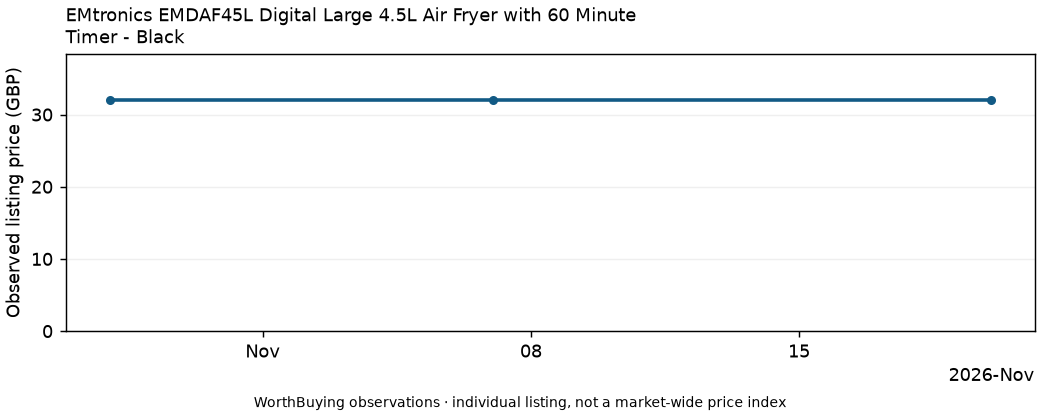 EMtronics EMDAF45L Digital Large 4.5L Air Fryer with 60 Minute
Timer - Black
Observed listing price (GBP)
30
20
10
0
Nov
08
15
2026-Nov
WorthBuying observations · individual listing, not a market-wide price index